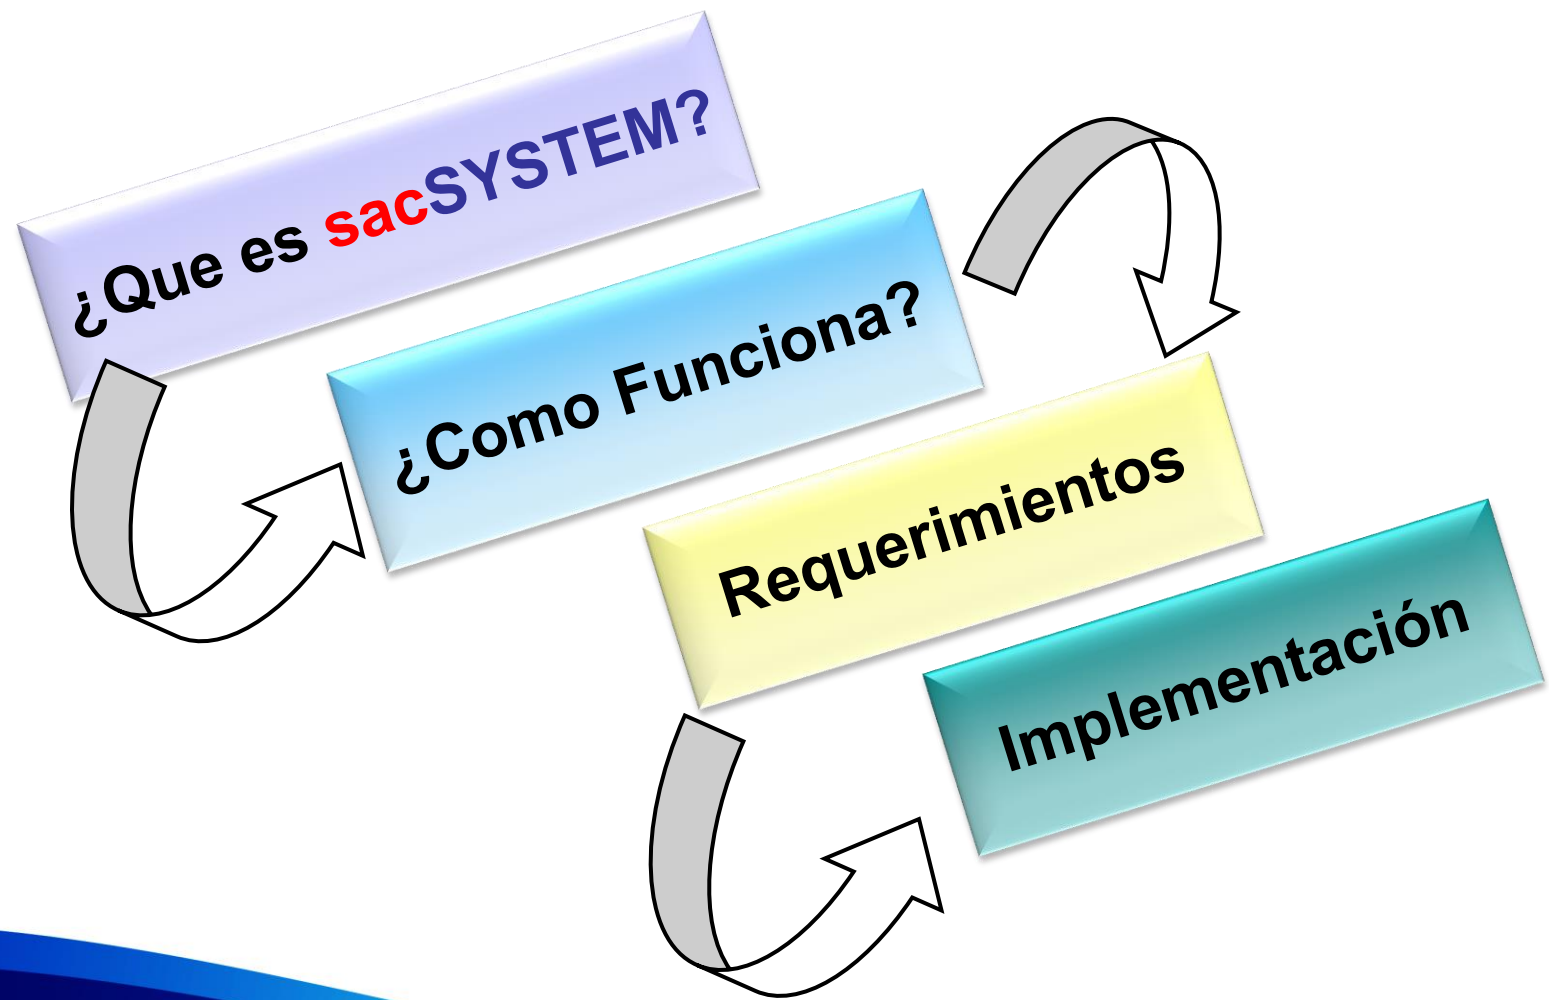 ¿Que es sacSYSTEM?
¿Como Funciona?
Requerimientos
Implementación